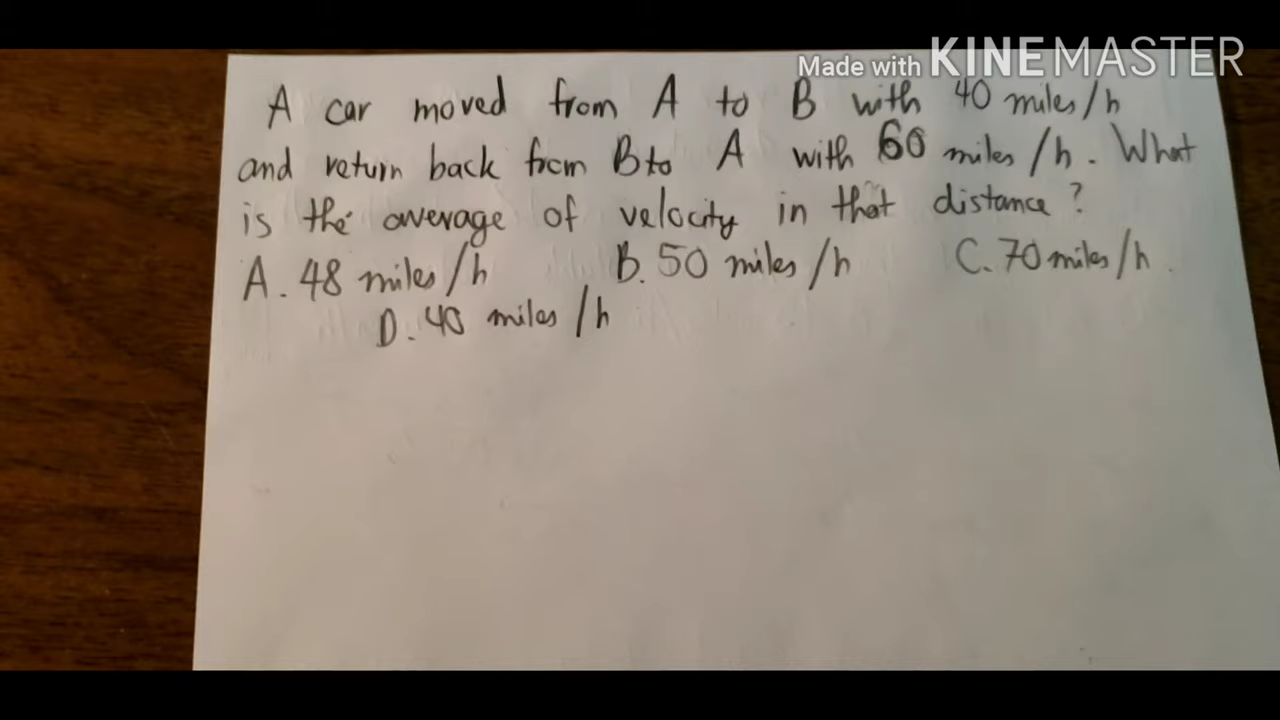 Made with KINEMASTER
A car moved from A to B with 40 miles/h
and return back from B to A with 60 miles/h. What
is the average of velocity in that distance?
A. 48 miles/h B. 50 miles/h C. 70 miles/h
D. 40 miles/h